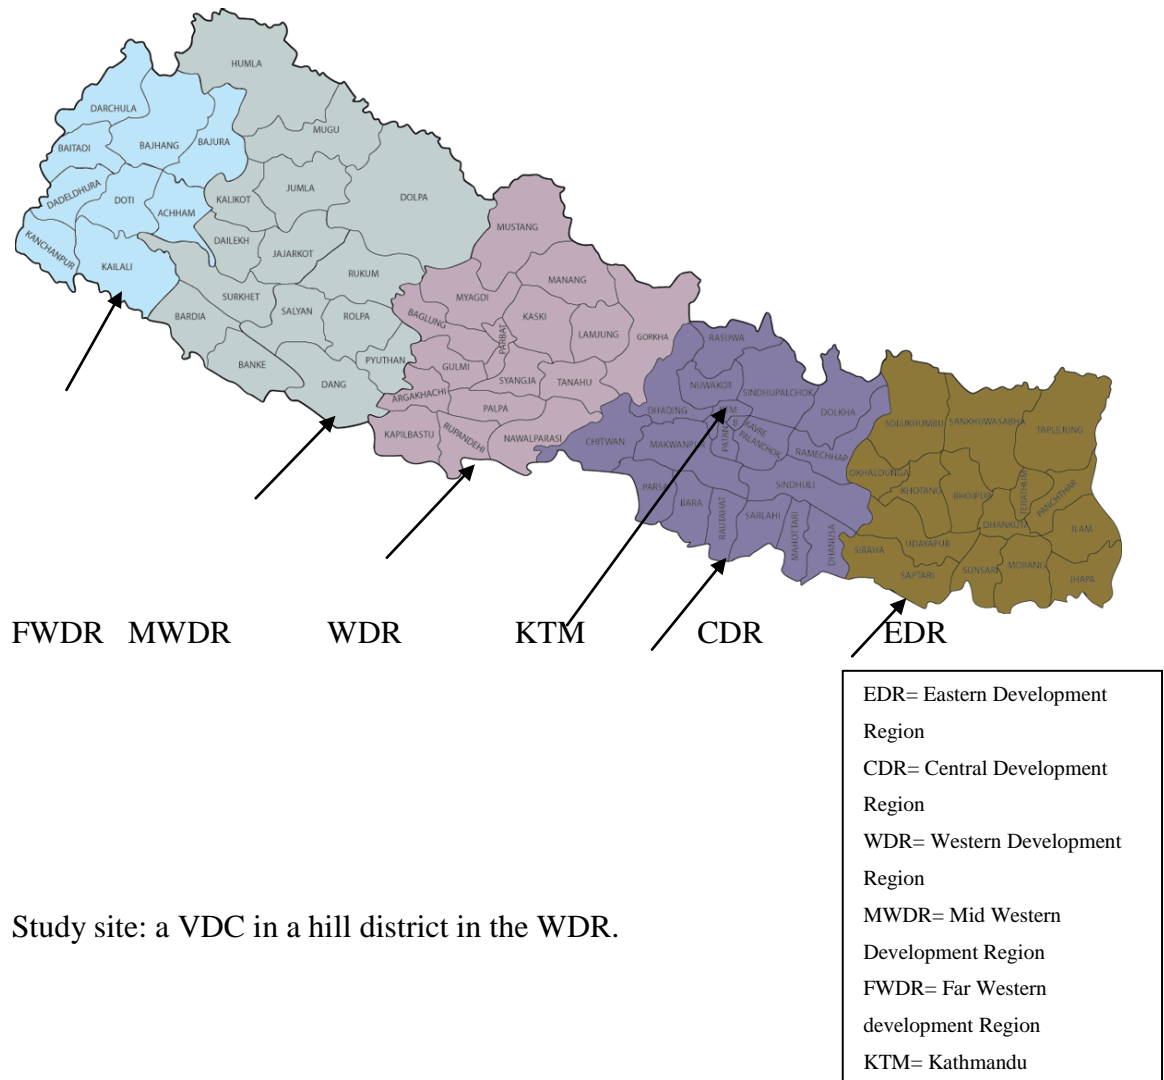 HUMLA
DARCHULA
MUGU
BAJURA
BAJHANG
BAITADI
JUMLA
DADELDHURA
DOTI
KALIKOT
DOLPA
ACHHAM
MUSTANG
KANCHANPUR
DAILEKH
JAJARKOT
KAILALI
RUKUM
MANANG
SURKHET
MYAGDI
SALYAN
BARDIA
ROLPA
BAGLUNG
KASKI
PARBAT
LAMJUNG
GORKHA
RASUWA
PYUTHAN
BANKE
GULMI
DANG
SYANGJA
TANAHU
NUWAKOT
SINDHUPALCHOK
ARGAKHACHI
PALPA
DHADING
DOLKHA
SOLUKHUMBU
SANKHUWASABHA
TAPLEJUNG
KAPILBASTU
RUPANDEHI
NAWALPARASI
CHITWAN
MAKWANPUR
PATAN
B
KAVRE
PALANCHOK
RAMECHHAP
OKHALDUNGA
KHOTANG
BHOJPUR
TERATHUM
PANCHTHAR
PARSA
BARA
RAUTAHAT
SARLAHI
SINDHULI
MAHOTTARI
DHANUSA
DHANKUTA
ILAM
SIRAHA
UDAYAPUR
SAPTARI
SUNSARI
MORANG
JHAPA
FWDR MWDR WDR KTM CDR EDR
EDR= Eastern Development
Region
CDR= Central Development
Region
WDR= Western Development
Region
MWDR= Mid Western
Development Region
FWDR= Far Western
development Region
KTM= Kathmandu
Study site: a VDC in a hill district in the WDR.